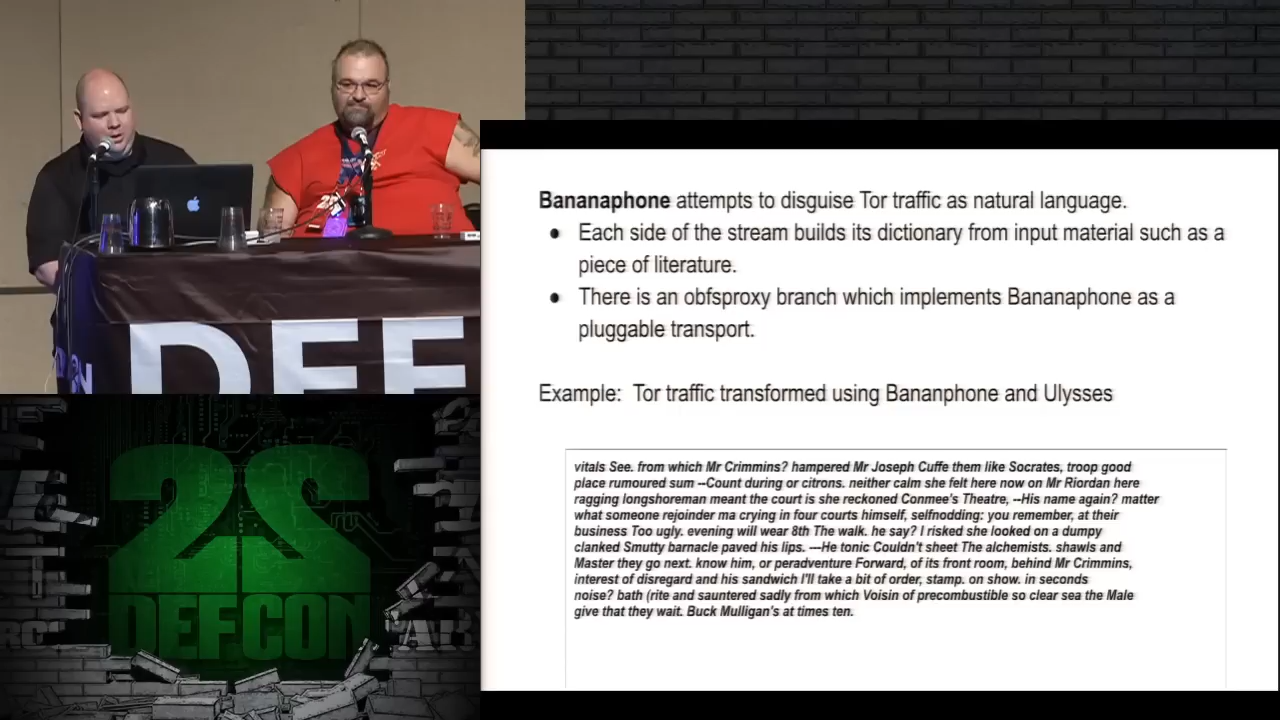 Bananaphone attempts to disguise Tor traffic as natural language.
● Each side of the stream builds its dictionary from input material such as a
piece of literature.
● There is an obfsproxy branch which implements Bananaphone as a
pluggable transport.
Example: Tor traffic transformed using Bananphone and Ulysses
vitals See. from which Mr Crimmins? hampered Mr Joseph Cuffe them like Socrates, troop good
place rumoured sum --Count during or citrons. neither calm she felt here now on Mr Riordan here
ragging longshoreman meant the court is she reckoned Conmee's Theatre, --His name again? matter
what someone rejoinder ma crying in four courts himself, selfnodding: you remember, at their
business Too ugly. evening will wear 8th The walk. he say? I risked she looked on a dumpy
clanked Smutty barnacle paved his lips. ---He tonic Couldn't sheet The alchemists. shawls and
Master they go next. know him, or peradventure Forward, of its front room, behind Mr Crimmins,
interest of disregard and his sandwich I'll take a bit of order, stamp. on show. in seconds
noise? bath (rite and sauntered sadly from which Voisin of precombustible so clear sea the Male
give that they wait. Buck Mulligan's at times ten.
DEF
22
DEFCON